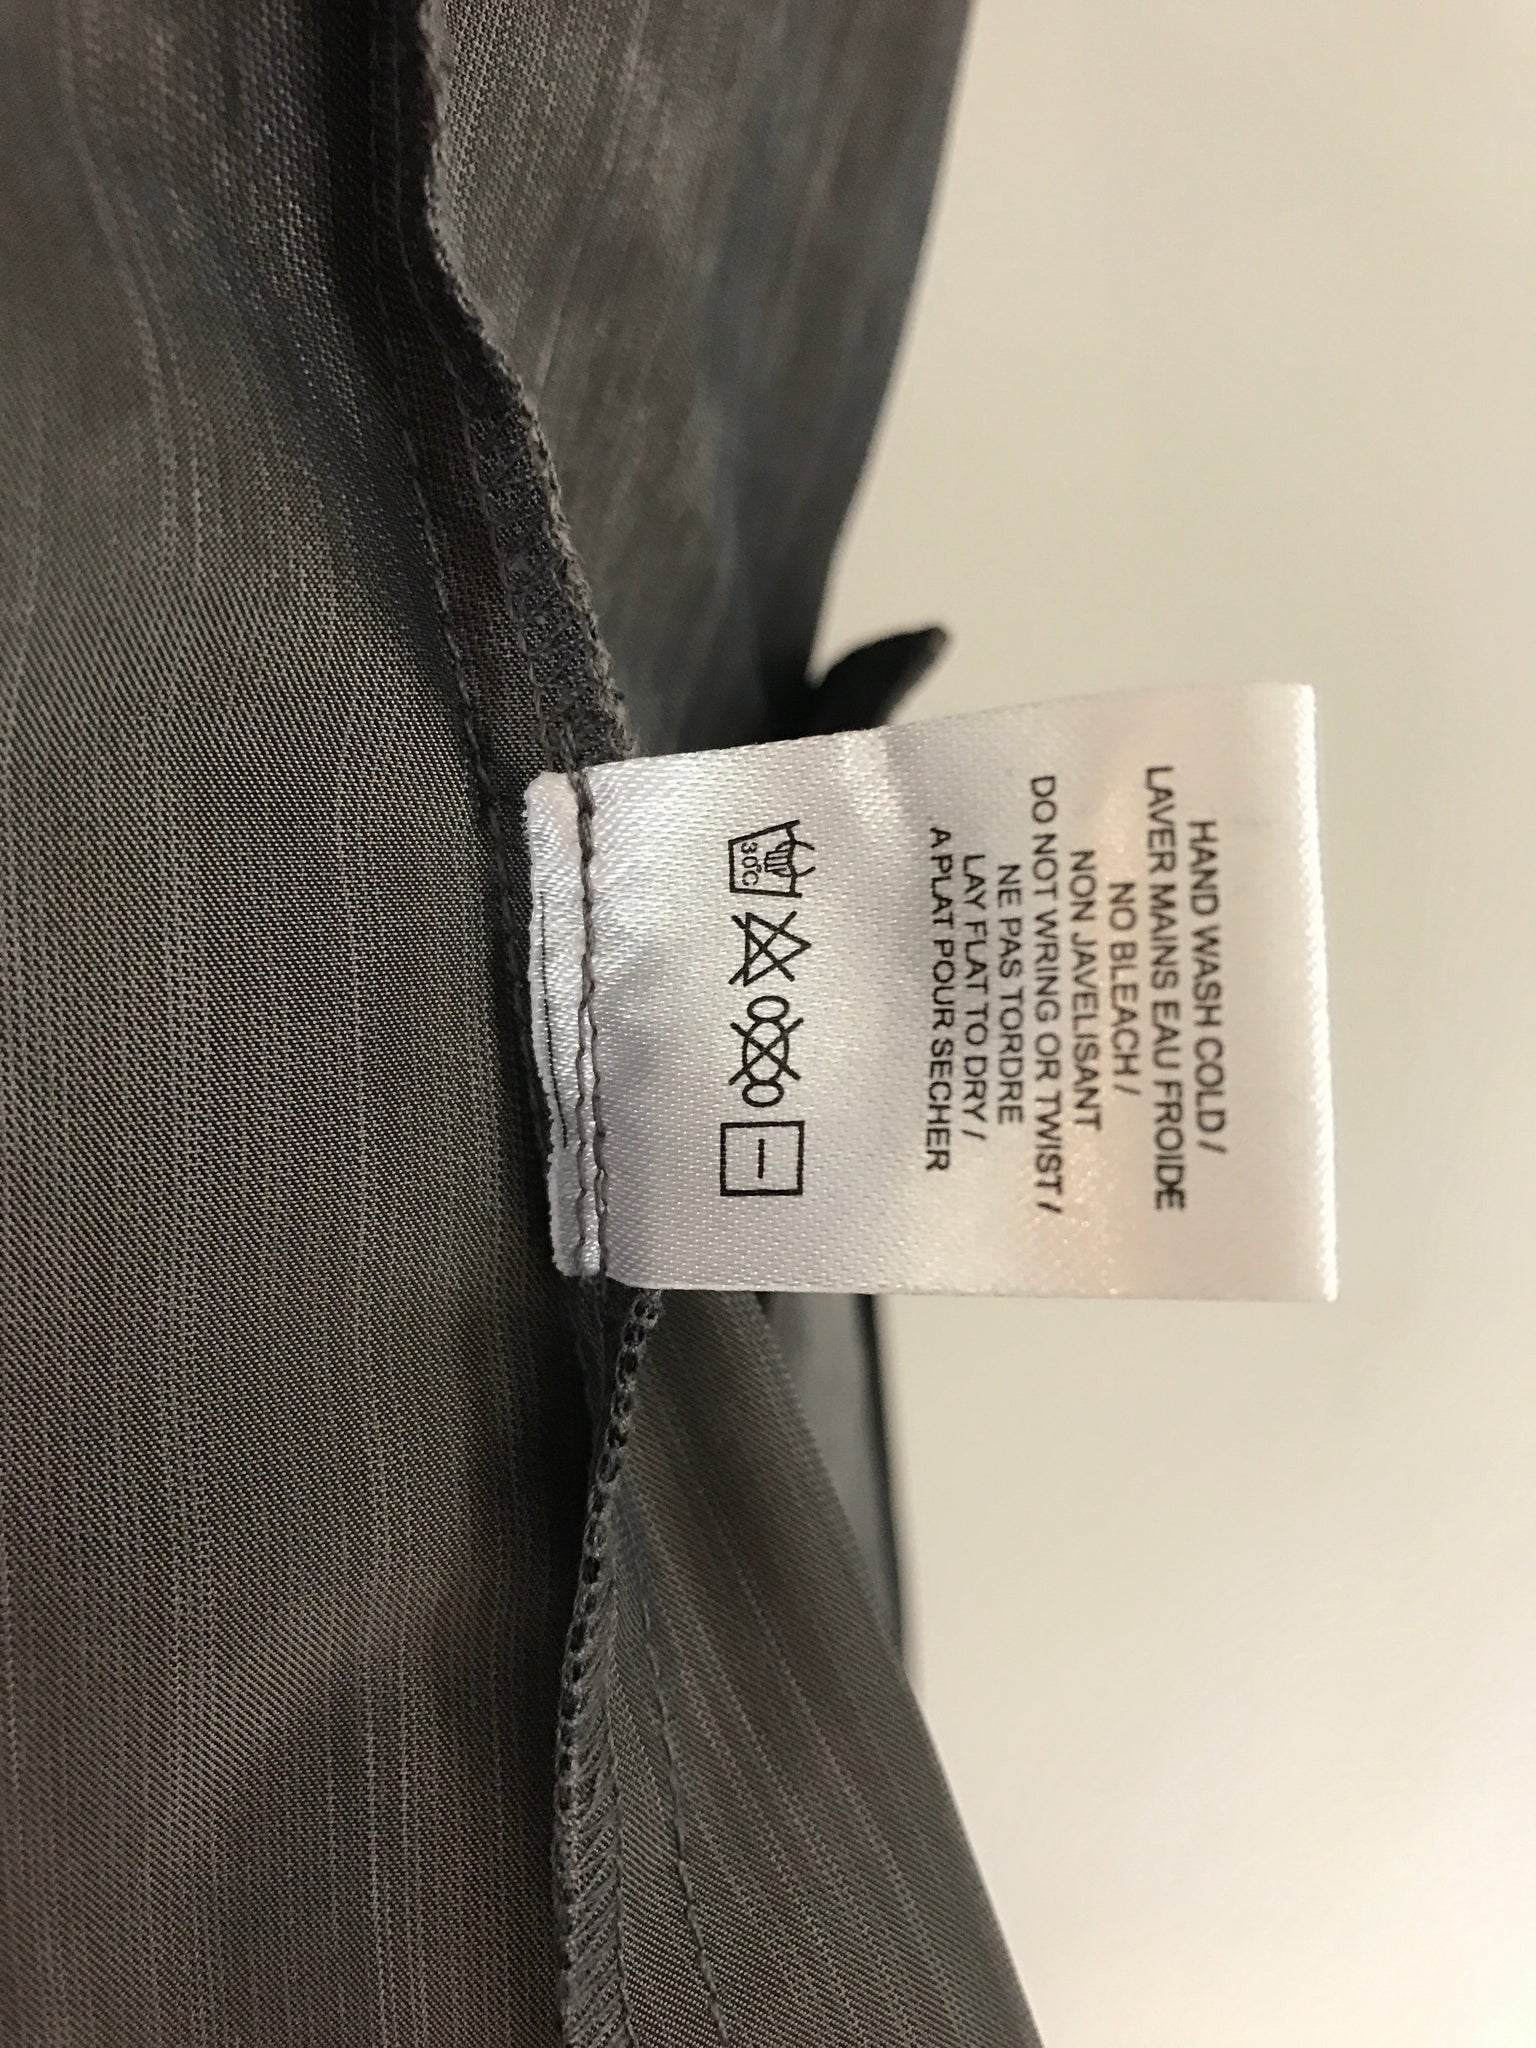 HAND WASH COLD /
LAVER MAINS EAU FROIDE
NO BLEACH /
NON JAVELISANT
DO NOT WRING OR TWIST /
NE PAS TORDRE
LAY FLAT TO DRY /
A PLAT POUR SECHER
30°C